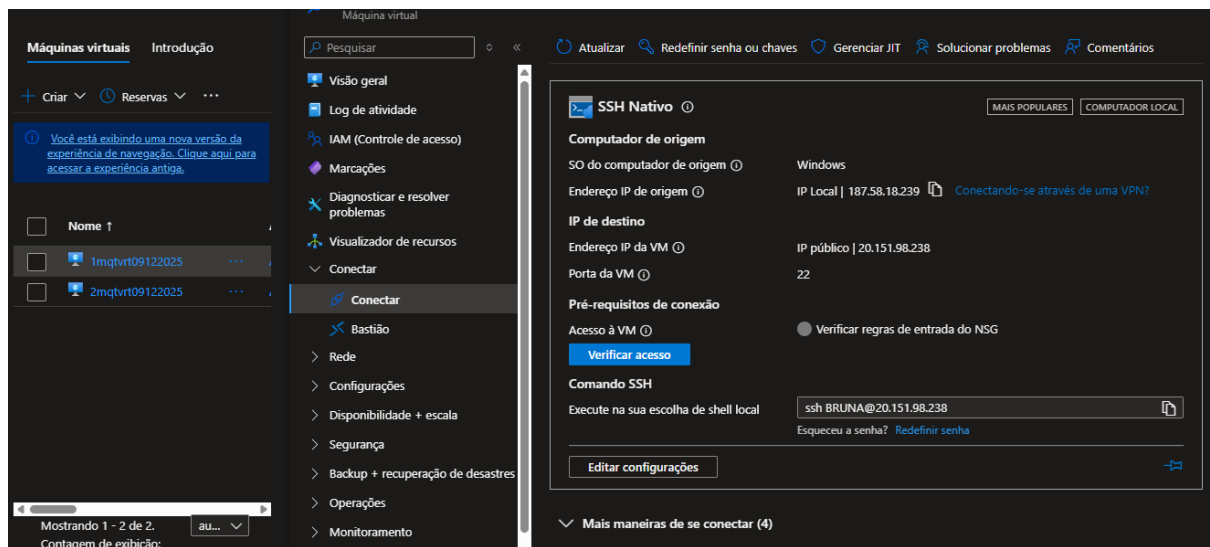 Máquina virtual
Máquinas virtuais Introdução
Criar Reservas ...
Você está exibindo uma nova versão da
experiência de navegação. Clique aqui para
acessar a experiência antiga.
Nome ↑
1mqtvrt09122025 ...
2mqtvrt09122025 ...
Mostrando 1 - 2 de 2. au...
Contagem de exibição:
Pesquisar
Visão geral
Log de atividade
IAM (Controle de acesso)
Marcações
Diagnosticar e resolver
problemas
Visualizador de recursos
Conectar
Conectar
Bastião
Rede
Configurações
Disponibilidade + escala
Segurança
Backup + recuperação de desastres
Operações
Monitoramento
Atualizar Redefinir senha ou chaves Gerenciar JIT Solucionar problemas Comentários
SSH Nativo MAIS POPULARES COMPUTADOR LOCAL
Computador de origem
SO do computador de origem Windows
Endereço IP de origem IP Local | 187.58.18.239 Conectando-se através de uma VPN?
IP de destino
Endereço IP da VM IP público | 20.151.98.238
Porta da VM 22
Pré-requisitos de conexão
Acesso à VM Verificar regras de entrada do NSG
Verificar acesso
Comando SSH
Execute na sua escolha de shell local ssh BRUNA@20.151.98.238
Esqueceu a senha? Redefinir senha
Editar configurações
Mais maneiras de se conectar (4)